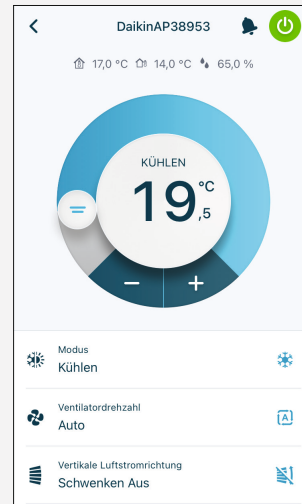 DaikinAP38953
17,0 °C 14,0 °C 65,0 %
KÜHLEN
19,5 °C
− +
Modus
Kühlen
Ventilatordrehzahl
Auto
A
Vertikale Luftstromrichtung
Schwenken Aus